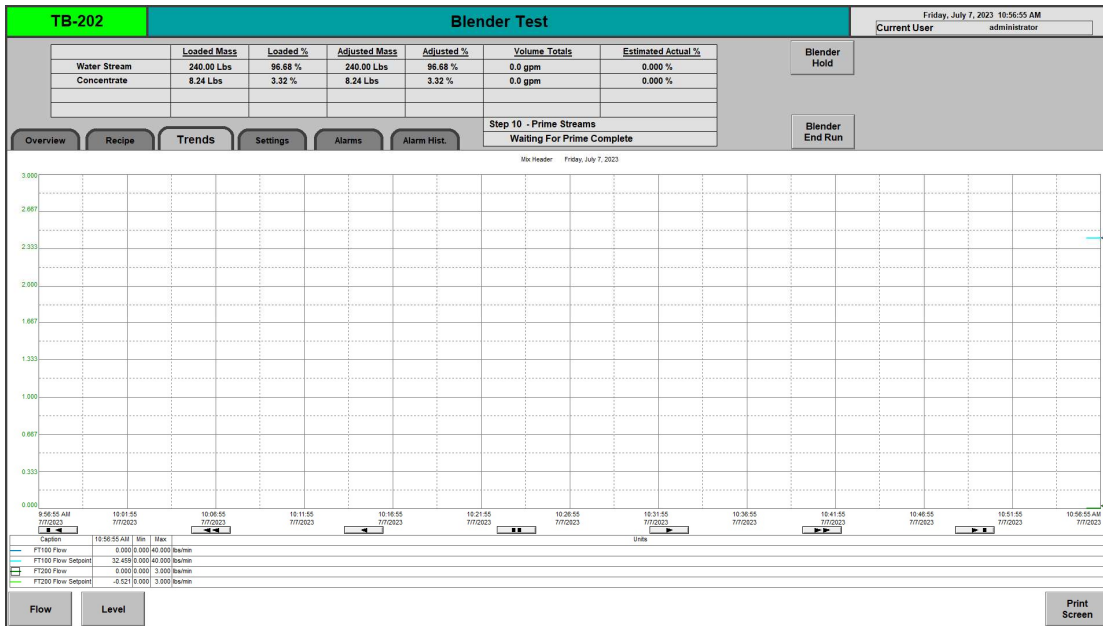 TB-202
Blender Test
Friday, July 7, 2023 10:56:55 AM
Current User administrator
Loaded Mass Loaded % Adjusted Mass Adjusted % Volume Totals Estimated Actual %
Water Stream 240.00 Lbs 96.68 % 240.00 Lbs 96.68 % 0.0 gpm 0.000 %
Concentrate 8.24 Lbs 3.32 % 8.24 Lbs 3.32 % 0.0 gpm 0.000 %
Blender Hold
Step 10 - Prime Streams
Waiting For Prime Complete
Blender End Run
Overview Recipe Trends Settings Alarms Alarm Hist.
Mix Header Friday, July 7, 2023
3.000
2.667
2.333
2.000
1.667
1.333
1.000
0.667
0.333
0.000
9:56:55 AM 10:01:55 10:06:55 10:11:55 10:16:55 10:21:55 10:26:55 10:31:55 10:36:55 10:41:55 10:46:55 10:51:55 10:56:55 AM
7/7/2023 7/7/2023 7/7/2023 7/7/2023 7/7/2023 7/7/2023 7/7/2023 7/7/2023 7/7/2023 7/7/2023 7/7/2023 7/7/2023 7/7/2023
Caption 10:56:55 AM Min Max Units
FT100 Flow 0.000 0.000 40.000 lbs/min
FT100 Flow Setpoint 32.459 0.000 40.000 lbs/min
FT200 Flow 0.000 0.000 3.000 lbs/min
FT200 Flow Setpoint -0.521 0.000 3.000 lbs/min
Flow
Level
Print Screen